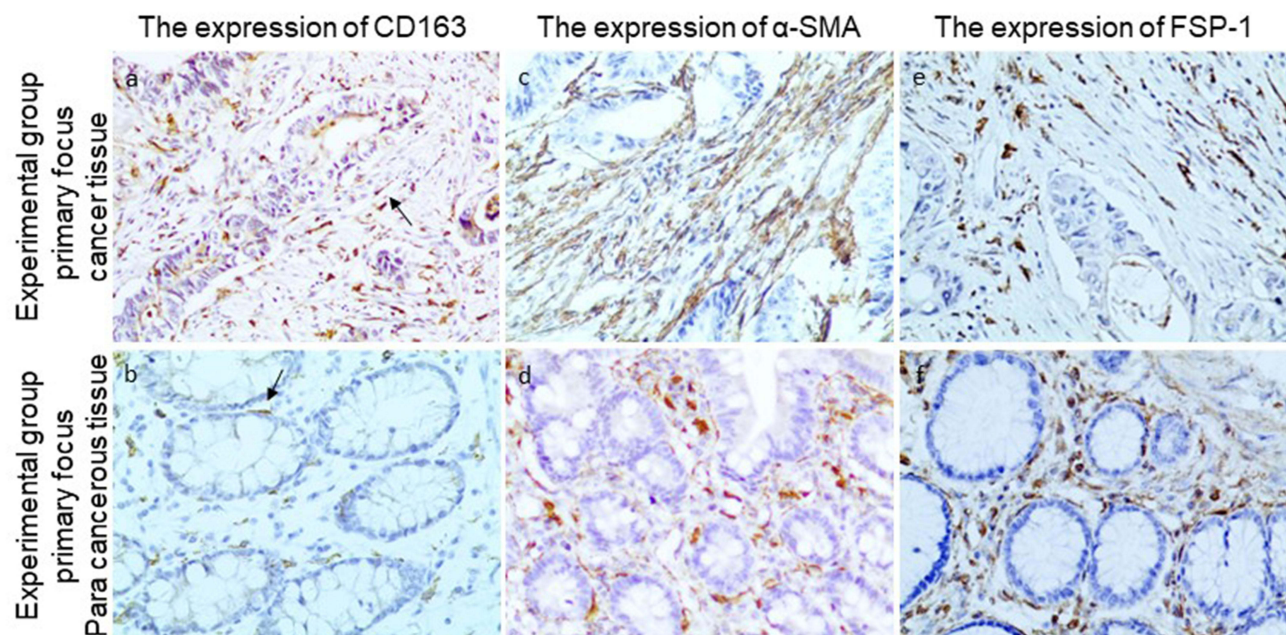 The expression of CD163
The expression of α-SMA
The expression of FSP-1
Experimental group
primary focus
cancer tissue
a
c
e
Experimental group
primary focus
Para cancerous tissue
b
d
f